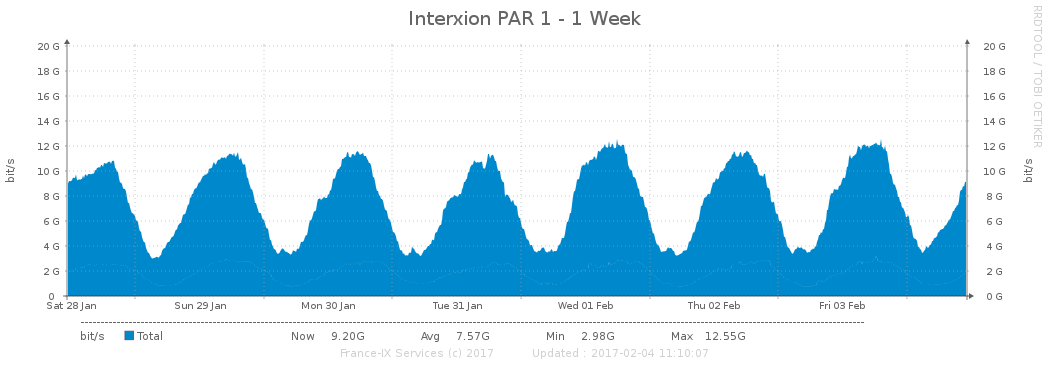 Interxion PAR 1 - 1 Week
RRDTOOL / TOBI OETIKER
20 G 20 G
18 G 18 G
16 G 16 G
14 G 14 G
12 G 12 G
10 G 10 G
8 G 8 G
6 G 6 G
4 G 4 G
2 G 2 G
0 0 G
bit/s bit/s
Sat 28 Jan Sun 29 Jan Mon 30 Jan Tue 31 Jan Wed 01 Feb Thu 02 Feb Fri 03 Feb
bit/s Total Now 9.20G Avg 7.57G Min 2.98G Max 12.55G
France-IX Services (c) 2017 Updated : 2017-02-04 11:10:07